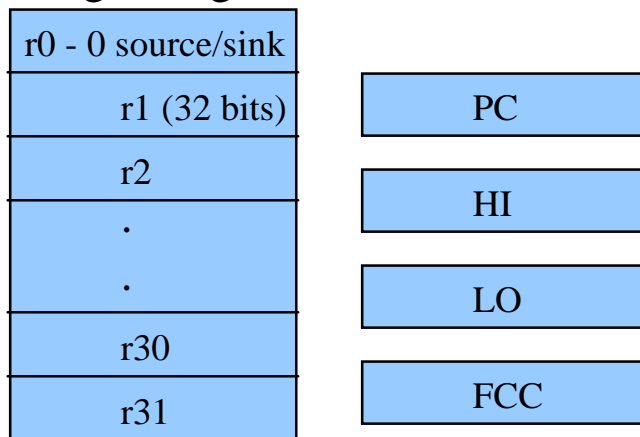 r0 - 0 source/sink
r1 (32 bits)
r2
.
.
r30
r31
PC
HI
LO
FCC